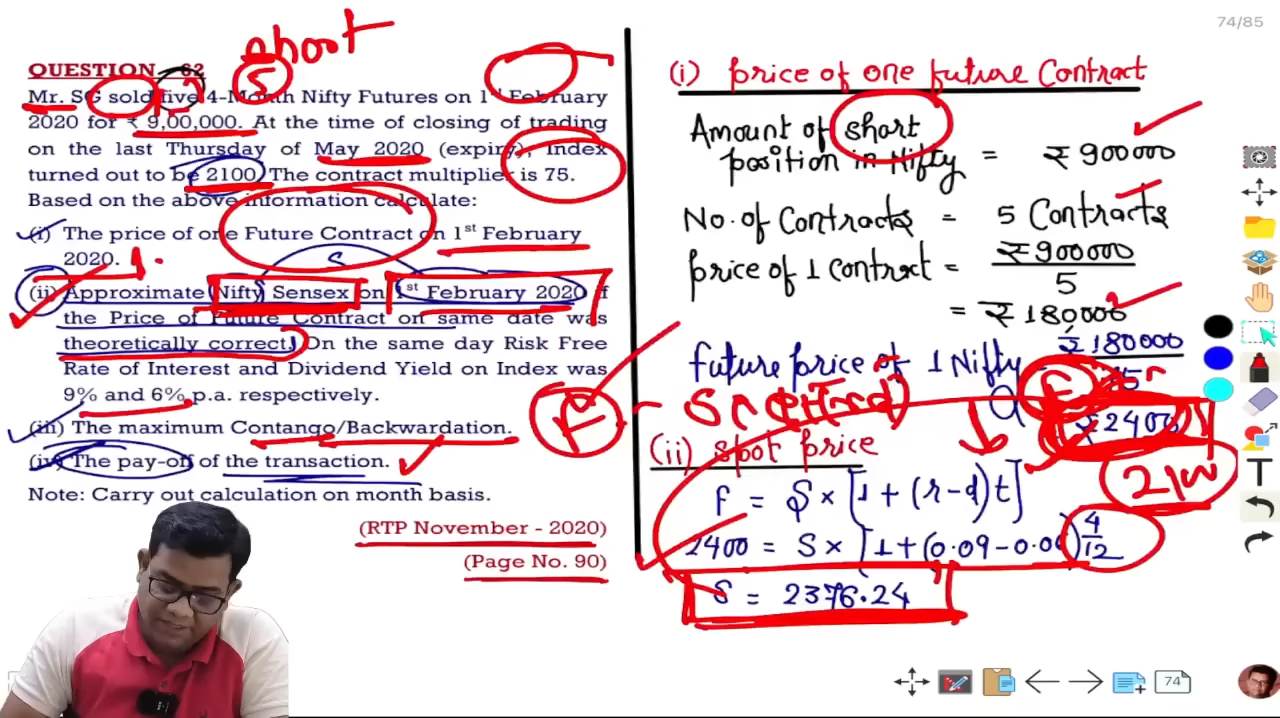 74/85
short
QUESTION 62
Mr. SG sold five 4-Month Nifty Futures on 1st February
2020 for ₹ 9,00,000. At the time of closing of trading
on the last Thursday of May 2020 (expiry), Index
turned out to be 2100. The contract multiplier is 75.
Based on the above information calculate:
(i) The price of one Future Contract on 1st February
2020.
(ii) Approximate Nifty Sensex on 1st February 2020 if
the Price of Future Contract on same date was
theoretically correct. On the same day Risk Free
Rate of Interest and Dividend Yield on Index was
9% and 6% p.a. respectively.
(iii) The maximum Contango/Backwardation.
(iv) The pay-off of the transaction.
Note: Carry out calculation on month basis.
(RTP November - 2020)
(Page No. 90)
(i) price of one future Contract
Amount of short
position in Nifty = ₹ 900000
No. of Contracts = 5 Contracts
price of 1 Contract = ₹ 900000
5
= ₹ 180000
future price of 1 Nifty ₹ 180000
₹ 2400
2100
(ii) spot price
F = S × [1 + (r-d)t]
2400 = S × [1 + (0.09 - 0.06) 4
12
S = 2376.24
74